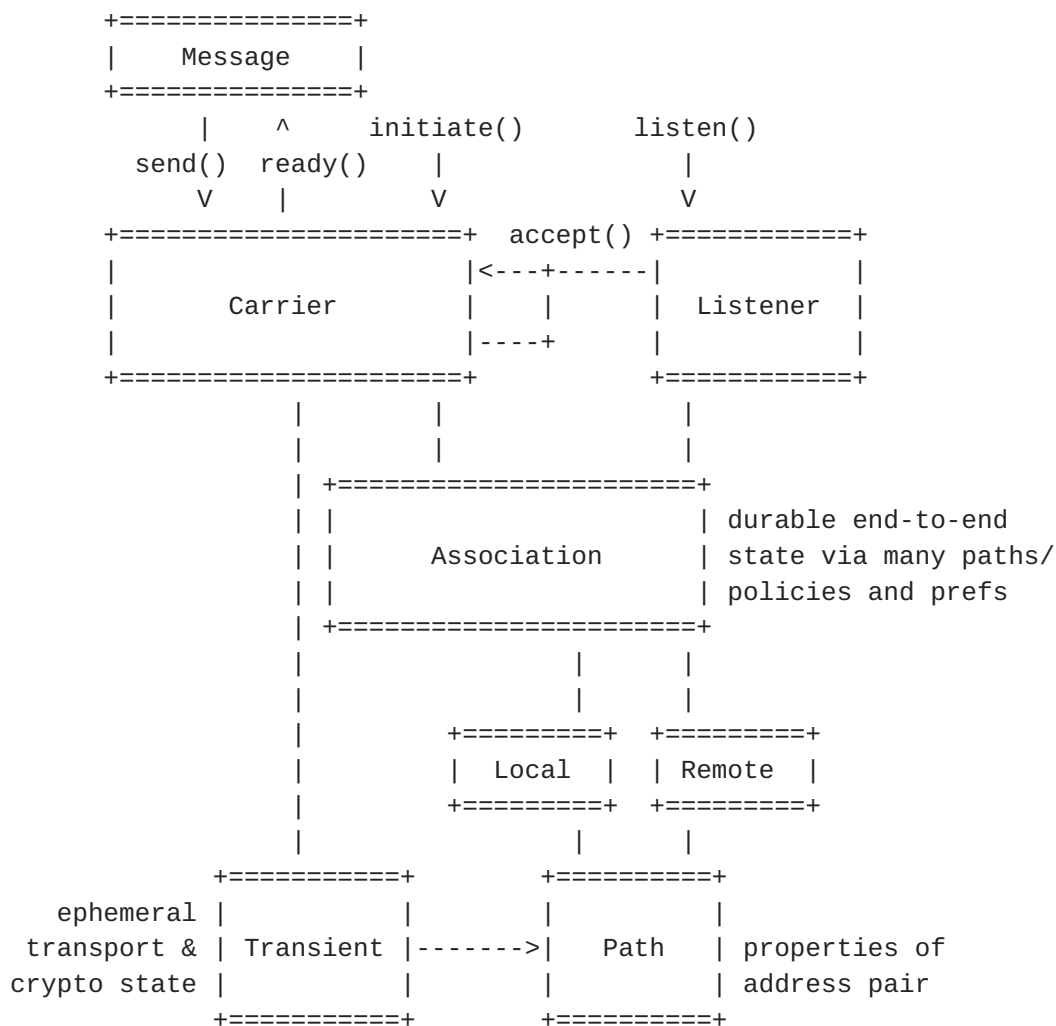 Message
initiate() listen()
send() ready()
accept()
Carrier Listener
durable end-to-end
Association state via many paths/
policies and prefs
Local Remote
ephemeral
transport & Transient Path properties of
crypto state address pair